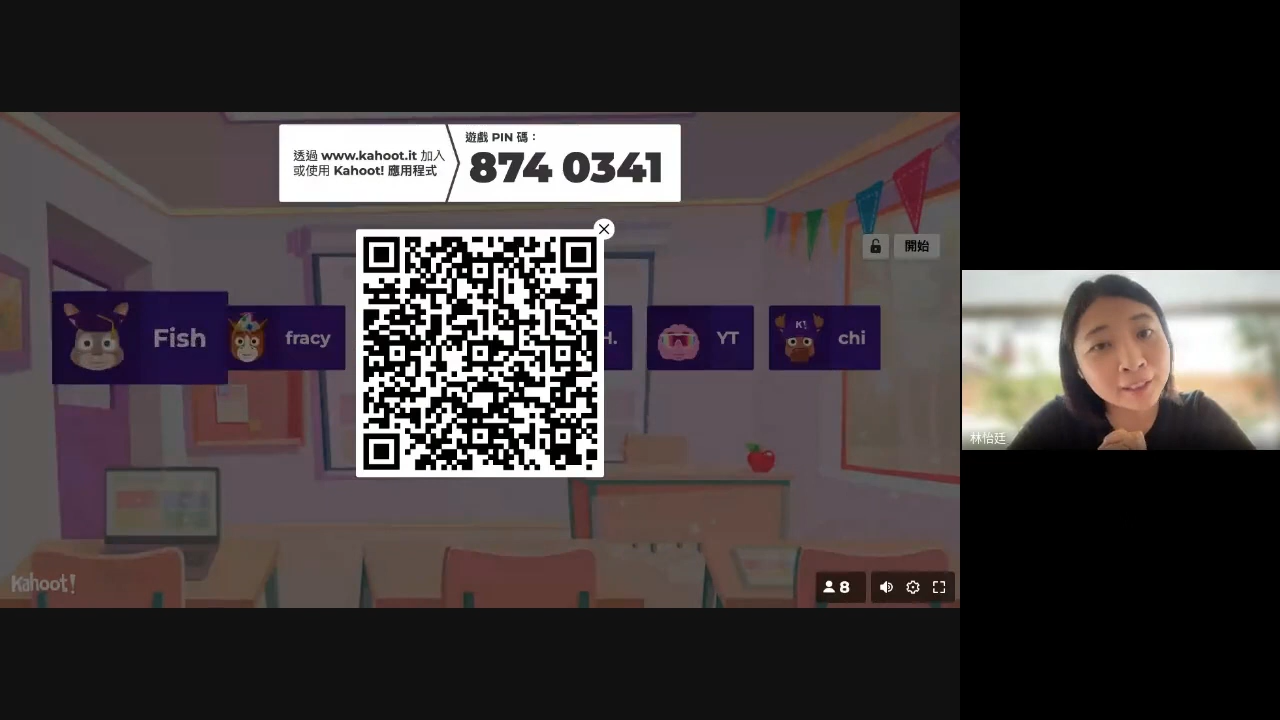 遊戲 PIN 碼：
透過 www.kahoot.it 加入
或使用 Kahoot! 應用程式
874 0341
開始
Fish
fracy
H.
YT
K!
chi
林怡廷
Kahoot!
8